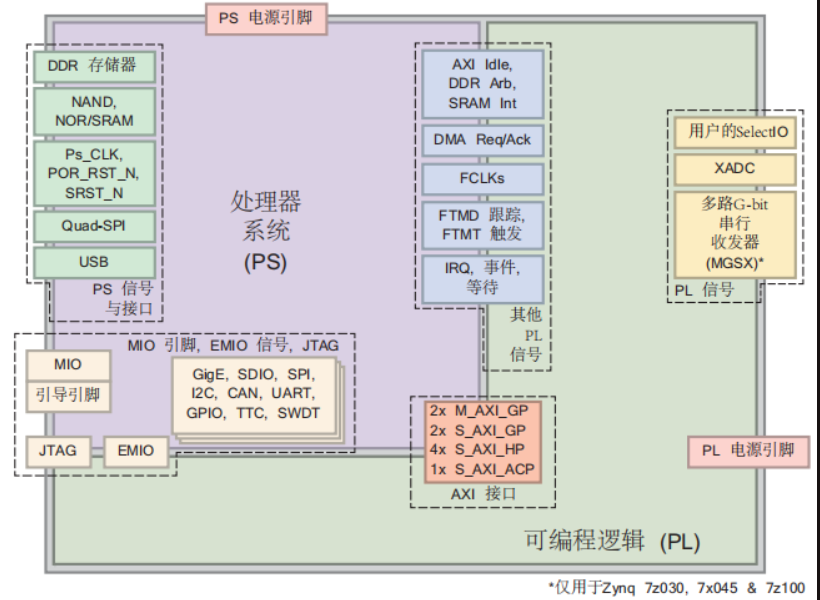 PS 电源引脚
DDR 存储器
NAND,
NOR/SRAM
Ps_CLK,
POR_RST_N,
SRST_N
Quad-SPI
USB
PS 信号
与接口
处理器
系统
(PS)
AXI Idle,
DDR Arb,
SRAM Int
DMA Req/Ack
FCLKs
FTMD 跟踪,
FTMT 触发
IRQ, 事件,
等待
其他
PL
信号
用户的SelectIO
XADC
多路G-bit
串行
收发器
(MGSX)*
PL 信号
MIO 引脚, EMIO 信号, JTAG
MIO
引导引脚
GigE, SDIO, SPI,
I2C, CAN, UART,
GPIO, TTC, SWDT
JTAG
EMIO
2x M_AXI_GP
2x S_AXI_GP
4x S_AXI_HP
1x S_AXI_ACP
AXI 接口
PL 电源引脚
可编程逻辑 (PL)
*仅用于Zynq 7z030, 7x045 & 7z100